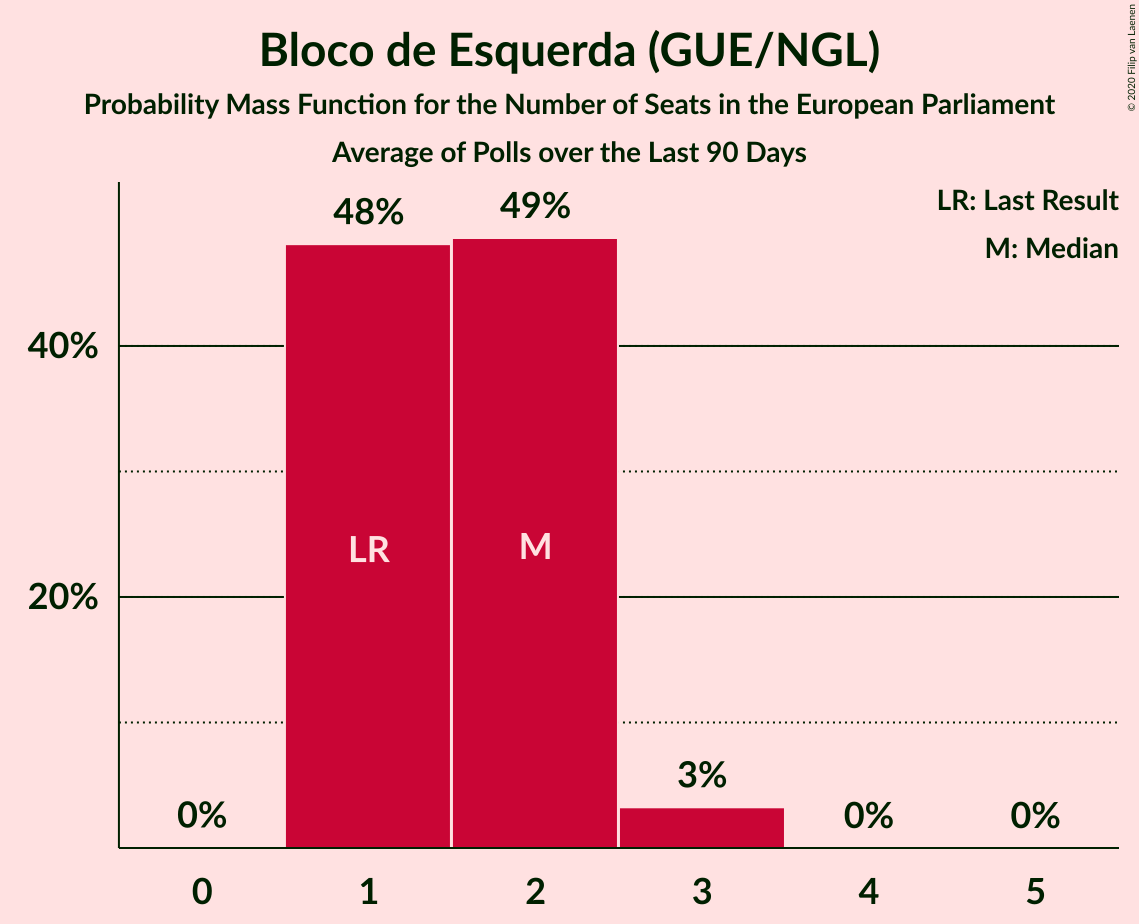 Bloco de Esquerda (GUE/NGL)
Probability Mass Function for the Number of Seats in the European Parliament
Average of Polls over the Last 90 Days
© 2020 Filip van Laenen
LR: Last Result
M: Median
48%
49%
40%
LR
M
20%
0%
3%
0%
0%
0
1
2
3
4
5